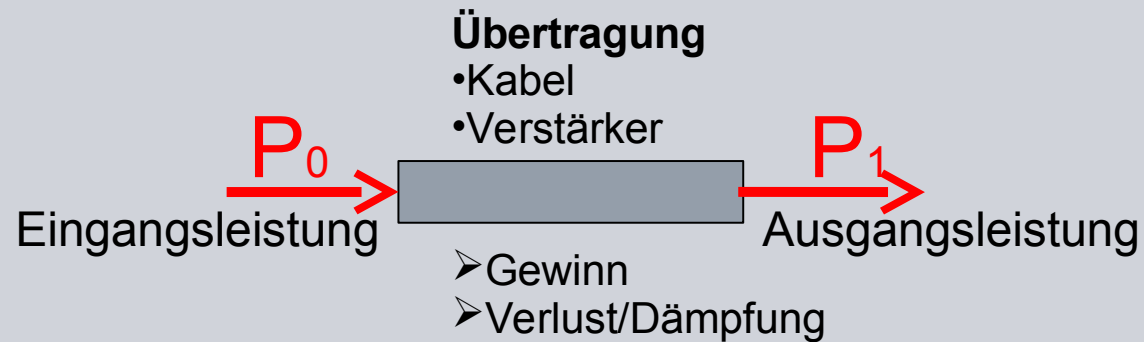 Übertragung
•Kabel
•Verstärker
P0
P1
Eingangsleistung
Ausgangsleistung
➢Gewinn
➢Verlust/Dämpfung